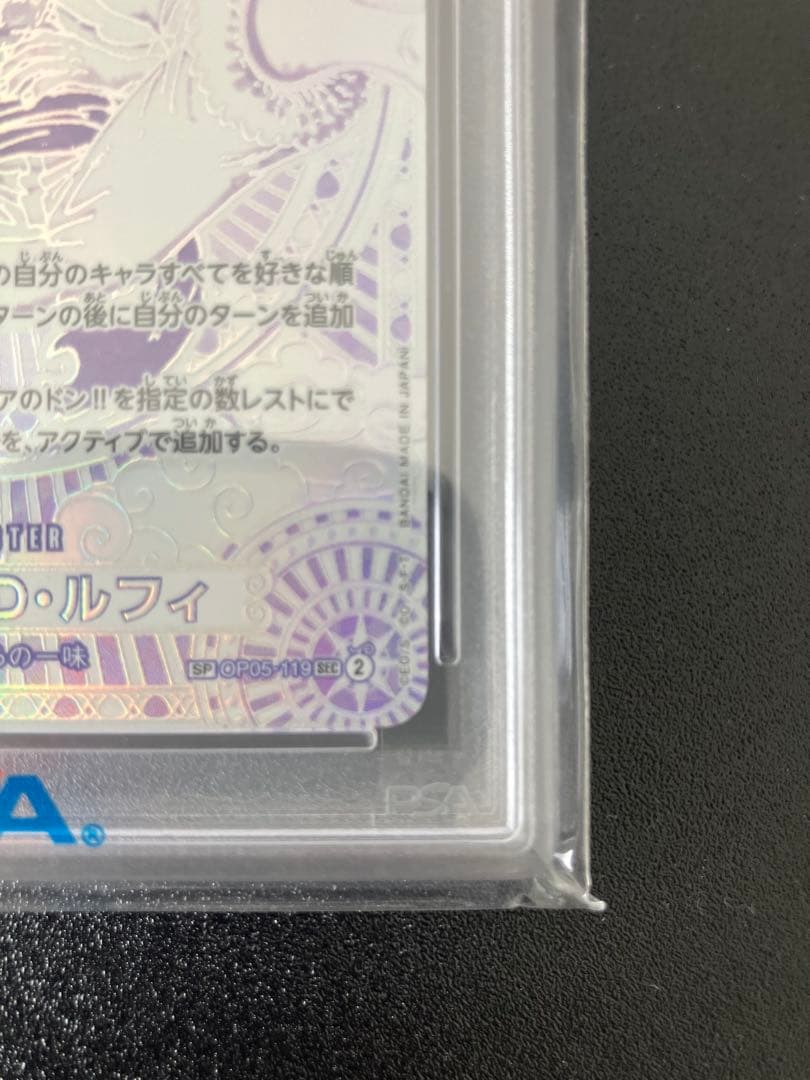 の自分のキャラすべてを好きな順
ターンの後に自分のターンを追加
アのドン!!を指定の数レストにで
を、アクティブで追加する。
BANDAI MADE IN JAPAN
D・ルフィ
の一味
SP OP05-119 SEC 2
PSA
A®